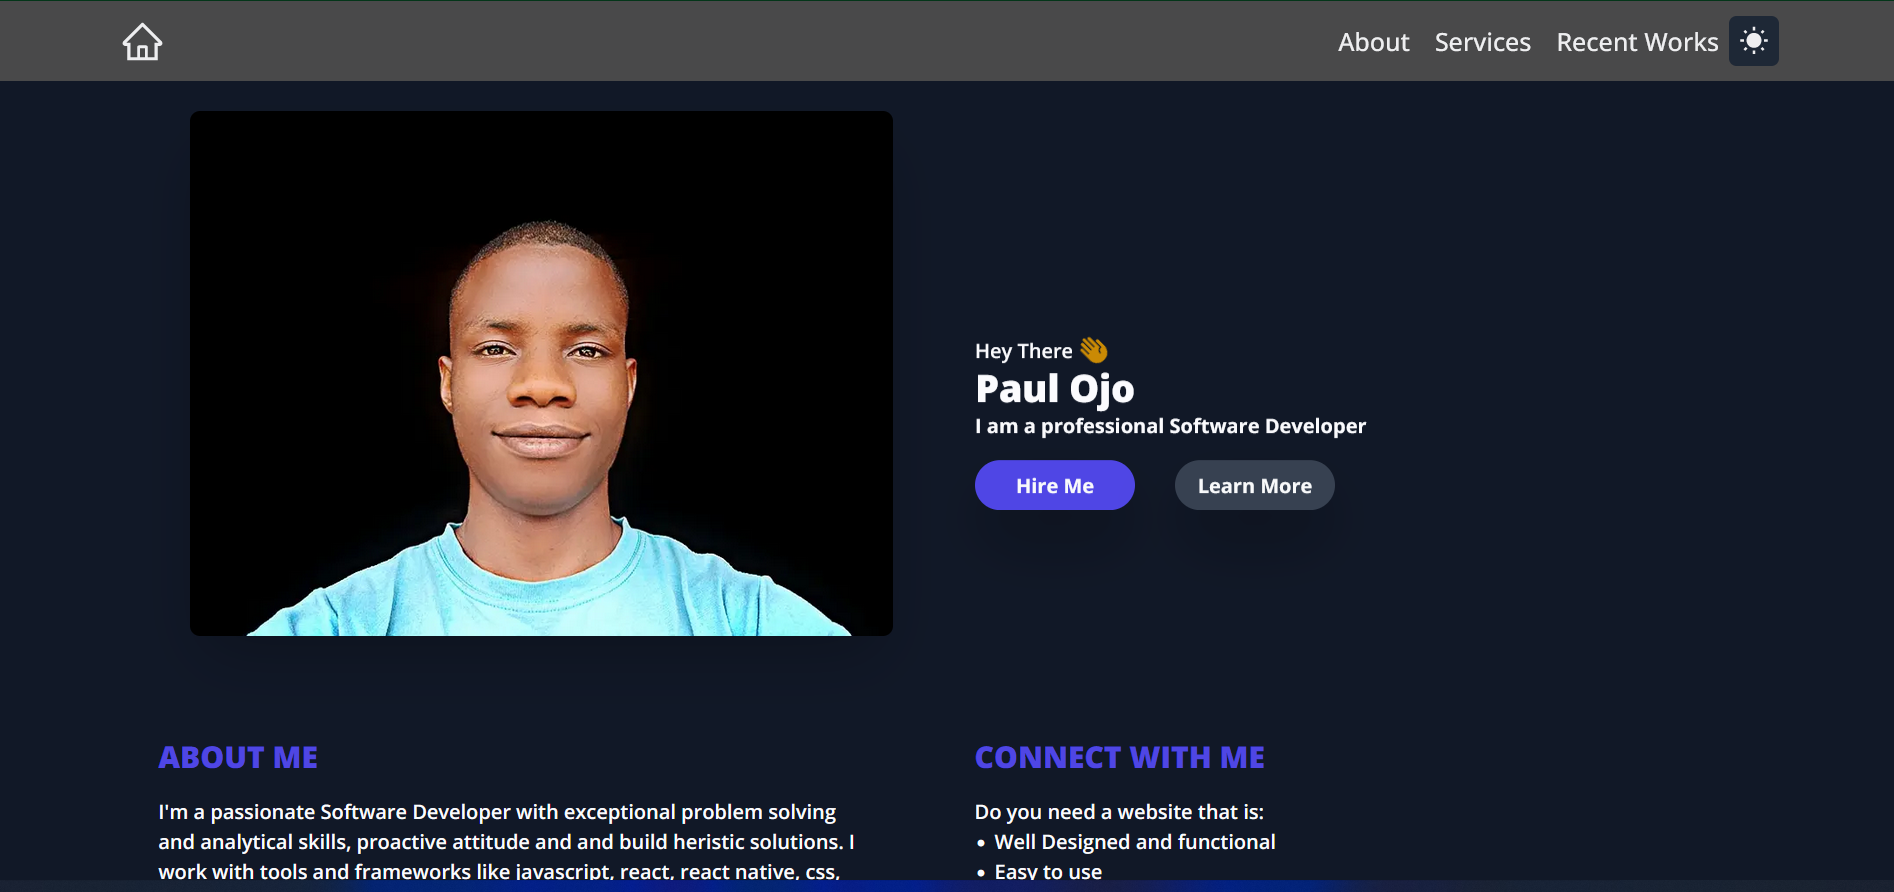 About Services Recent Works
Hey There
Paul Ojo
I am a professional Software Developer
Hire Me Learn More
ABOUT ME
I'm a passionate Software Developer with exceptional problem solving
and analytical skills, proactive attitude and and build heristic solutions. I
work with tools and frameworks like javascript, react, react native, css,
CONNECT WITH ME
Do you need a website that is:
• Well Designed and functional
• Easy to use